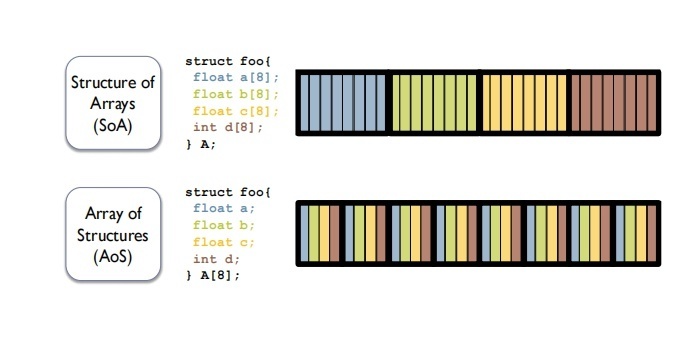 Structure of
Arrays
(SoA)
struct foo{
float a[8];
float b[8];
float c[8];
int d[8];
} A;
Array of
Structures
(AoS)
struct foo{
float a;
float b;
float c;
int d;
} A[8];